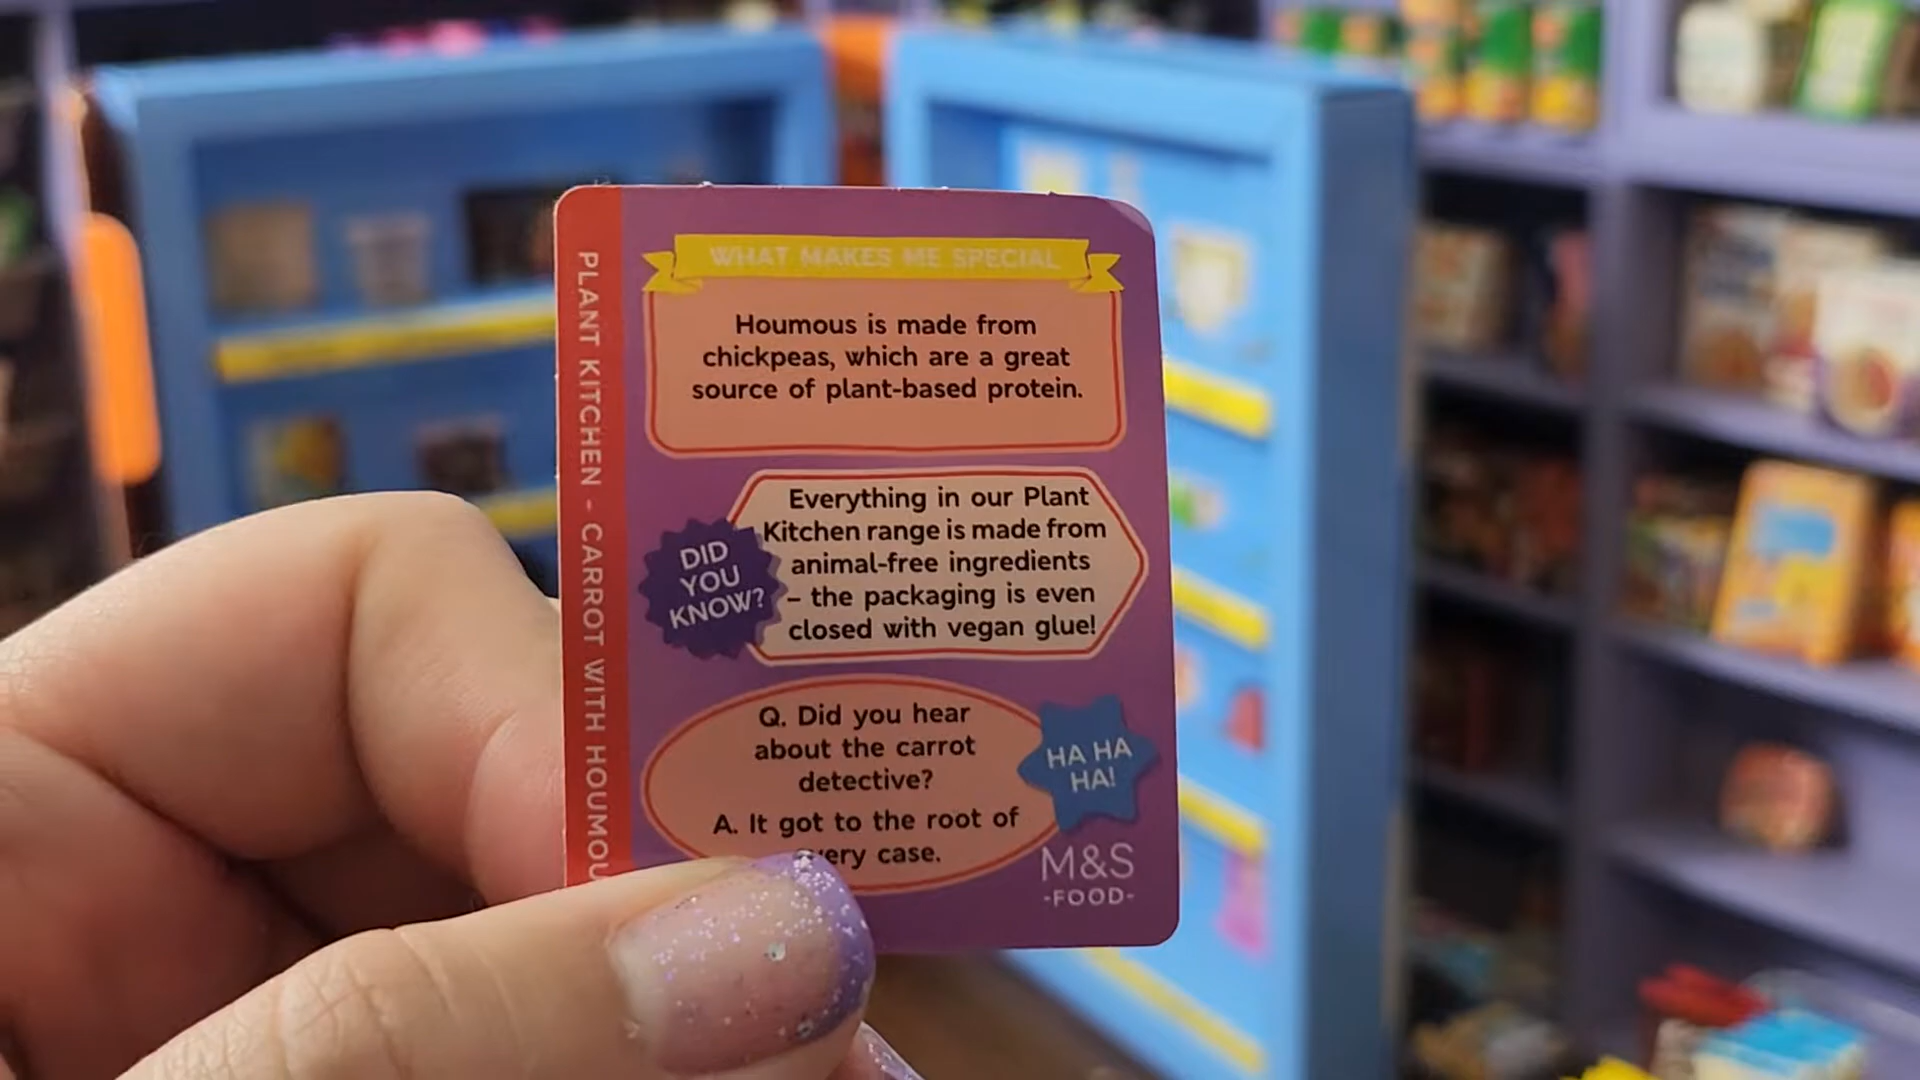 PLANT KITCHEN - CARROT WITH HOUMOU
WHAT MAKES ME SPECIAL
Houmous is made from
chickpeas, which are a great
source of plant-based protein.
DID
YOU
KNOW?
Everything in our Plant
Kitchen range is made from
animal-free ingredients
– the packaging is even
closed with vegan glue!
Q. Did you hear
about the carrot
detective?
A. It got to the root of
very case.
HA HA
HA!
M&S
-FOOD-